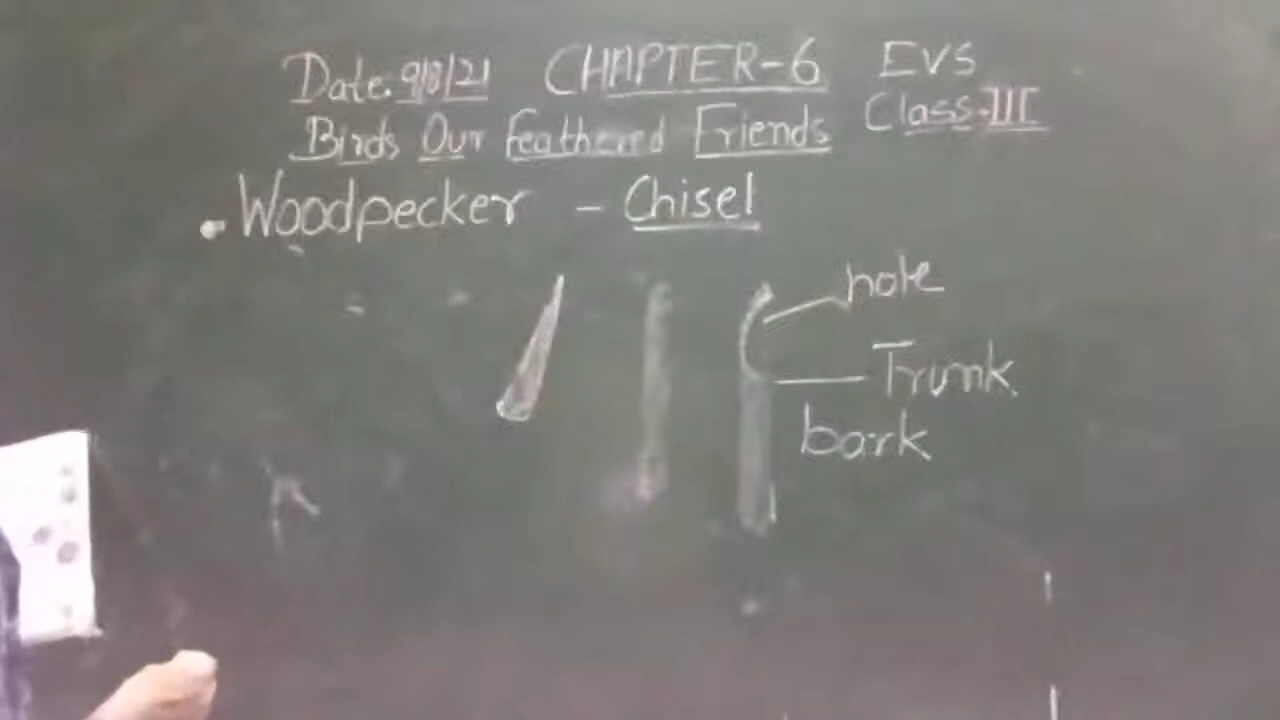 Date. 9/8/21 CHAPTER-6 EVS
Birds Our Feathered Friends Class-III
• Woodpecker - Chisel
hole
Trunk
bark